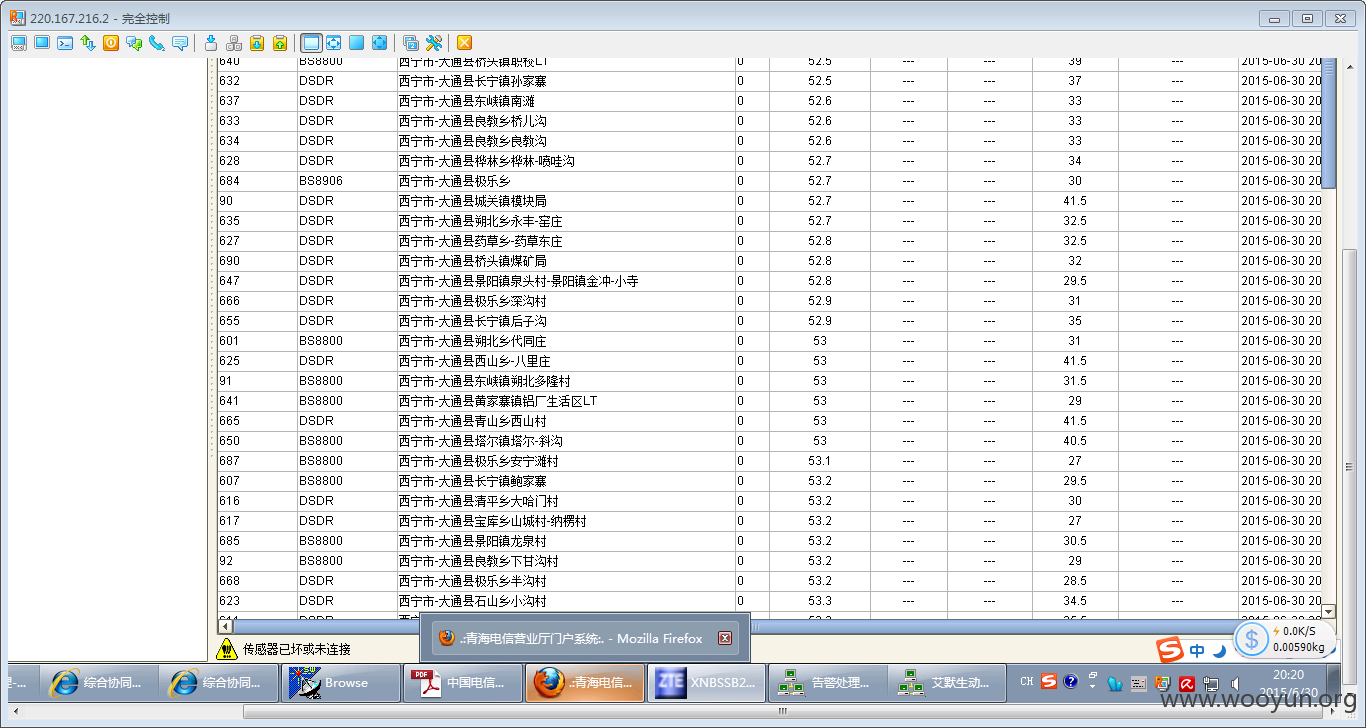 220.167.216.2 - 完全控制
640 BS8800 西宁市-大通县桥头镇职校LT 0 52.5 --- --- 39 --- 2015-06-30 20
632 DSDR 西宁市-大通县长宁镇孙家寨 0 52.5 --- --- 37 --- 2015-06-30 20
637 DSDR 西宁市-大通县东峡镇南滩 0 52.6 --- --- 33 --- 2015-06-30 20
633 DSDR 西宁市-大通县良教乡桥儿沟 0 52.6 --- --- 33 --- 2015-06-30 20
634 DSDR 西宁市-大通县良教乡良教沟 0 52.6 --- --- 33 --- 2015-06-30 20
628 DSDR 西宁市-大通县桦林乡桦林-喷哇沟 0 52.7 --- --- 34 --- 2015-06-30 20
684 BS8906 西宁市-大通县极乐乡 0 52.7 --- --- 30 --- 2015-06-30 20
90 DSDR 西宁市-大通县城关镇模块局 0 52.7 --- --- 41.5 --- 2015-06-30 20
635 DSDR 西宁市-大通县朔北乡永丰-窑庄 0 52.7 --- --- 32.5 --- 2015-06-30 20
627 DSDR 西宁市-大通县药草乡-药草东庄 0 52.8 --- --- 32.5 --- 2015-06-30 20
690 DSDR 西宁市-大通县桥头镇煤矿局 0 52.8 --- --- 32 --- 2015-06-30 20
647 DSDR 西宁市-大通县景阳镇泉头村-景阳镇金冲-小寺 0 52.8 --- --- 29.5 --- 2015-06-30 20
666 DSDR 西宁市-大通县极乐乡深沟村 0 52.9 --- --- 31 --- 2015-06-30 20
655 DSDR 西宁市-大通县长宁镇后子沟 0 52.9 --- --- 35 --- 2015-06-30 20
601 BS8800 西宁市-大通县朔北乡代同庄 0 53 --- --- 31 --- 2015-06-30 20
625 DSDR 西宁市-大通县西山乡-八里庄 0 53 --- --- 41.5 --- 2015-06-30 20
91 BS8800 西宁市-大通县东峡镇朔北多隆村 0 53 --- --- 31.5 --- 2015-06-30 20
641 BS8800 西宁市-大通县黄家寨镇铝厂生活区LT 0 53 --- --- 29 --- 2015-06-30 20
665 DSDR 西宁市-大通县青山乡西山村 0 53 --- --- 41.5 --- 2015-06-30 20
650 BS8800 西宁市-大通县塔尔镇塔尔-斜沟 0 53 --- --- 40.5 --- 2015-06-30 20
687 BS8800 西宁市-大通县极乐乡安宁滩村 0 53.1 --- --- 27 --- 2015-06-30 20
607 BS8800 西宁市-大通县长宁镇鲍家寨 0 53.2 --- --- 29.5 --- 2015-06-30 20
616 DSDR 西宁市-大通县清平乡大哈门村 0 53.2 --- --- 30 --- 2015-06-30 20
617 DSDR 西宁市-大通县宝库乡山城村-纳楞村 0 53.2 --- --- 27 --- 2015-06-30 20
685 BS8800 西宁市-大通县景阳镇龙泉村 0 53.2 --- --- 30.5 --- 2015-06-30 20
92 BS8800 西宁市-大通县良教乡下甘沟村 0 53.2 --- --- 29 --- 2015-06-30 20
668 DSDR 西宁市-大通县极乐乡半沟村 0 53.2 --- --- 28.5 --- 2015-06-30 20
623 DSDR 西宁市-大通县石山乡小沟村 0 53.3 --- --- 34.5 --- 2015-06-30 20
.:青海电信营业厅门户系统:. - Mozilla Firefox
传感器已坏或未连接
中
0.0K/S
0.00590kg
综合协同...
综合协同...
Browse
PDF 中国电信...
.:青海电信...
ZTE XNBSSB2...
告警处理...
艾默生动...
CH
20:20
2015/6/30
www.wooyun.org